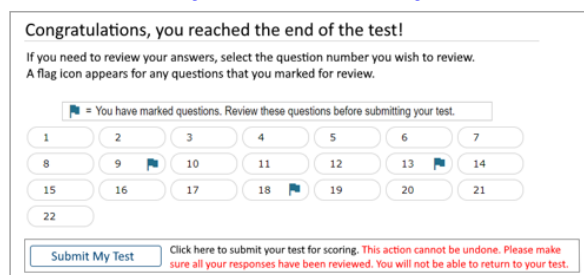 Congratulations, you reached the end of the test!
If you need to review your answers, select the question number you wish to review.
A flag icon appears for any questions that you marked for review.
= You have marked questions. Review these questions before submitting your test.
1 2 3 4 5 6 7
8 9 10 11 12 13 14
15 16 17 18 19 20 21
22
Submit My Test
Click here to submit your test for scoring. This action cannot be undone. Please make
sure all your responses have been reviewed. You will not be able to return to your test.